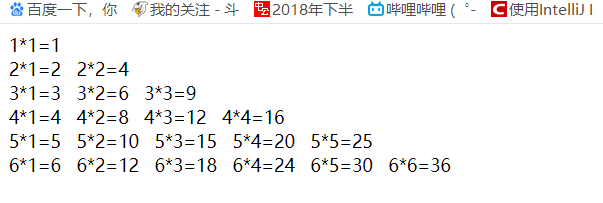 百度一下，你 我的关注 - 斗 2018年下半 哔哩哔哩 ( ゜- 使用IntelliJ I
1*1=1
2*1=2 2*2=4
3*1=3 3*2=6 3*3=9
4*1=4 4*2=8 4*3=12 4*4=16
5*1=5 5*2=10 5*3=15 5*4=20 5*5=25
6*1=6 6*2=12 6*3=18 6*4=24 6*5=30 6*6=36